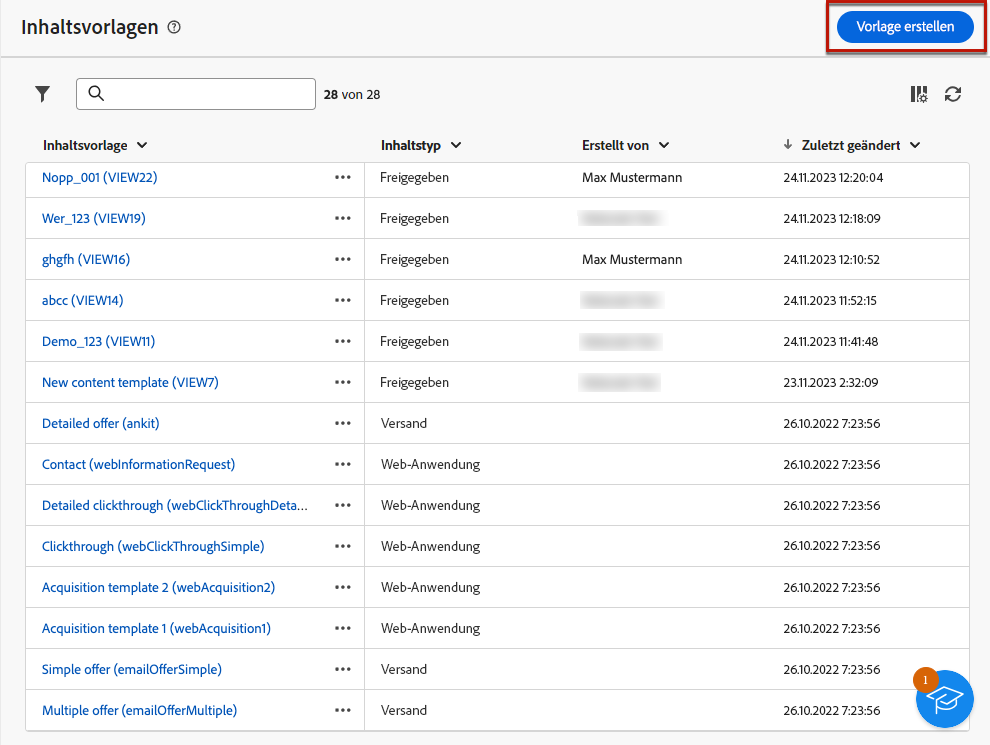 Inhaltsvorlagen
Vorlage erstellen
28 von 28
Inhaltsvorlage Inhaltstyp Erstellt von Zuletzt geändert
Nopp_001 (VIEW22) Freigegeben Max Mustermann 24.11.2023 12:20:04
Wer_123 (VIEW19) Freigegeben 24.11.2023 12:18:09
ghgfh (VIEW16) Freigegeben Max Mustermann 24.11.2023 12:10:52
abcc (VIEW14) Freigegeben 24.11.2023 11:52:15
Demo_123 (VIEW11) Freigegeben 24.11.2023 11:41:48
New content template (VIEW7) Freigegeben 23.11.2023 2:32:09
Detailed offer (ankit) Versand 26.10.2022 7:23:56
Contact (webInformationRequest) Web-Anwendung 26.10.2022 7:23:56
Detailed clickthrough (webClickThroughDeta... Web-Anwendung 26.10.2022 7:23:56
Clickthrough (webClickThroughSimple) Web-Anwendung 26.10.2022 7:23:56
Acquisition template 2 (webAcquisition2) Web-Anwendung 26.10.2022 7:23:56
Acquisition template 1 (webAcquisition1) Web-Anwendung 26.10.2022 7:23:56
Simple offer (emailOfferSimple) Versand 26.10.2022 7:23:56
1
Multiple offer (emailOfferMultiple) Versand 26.10.2022 7:23:56